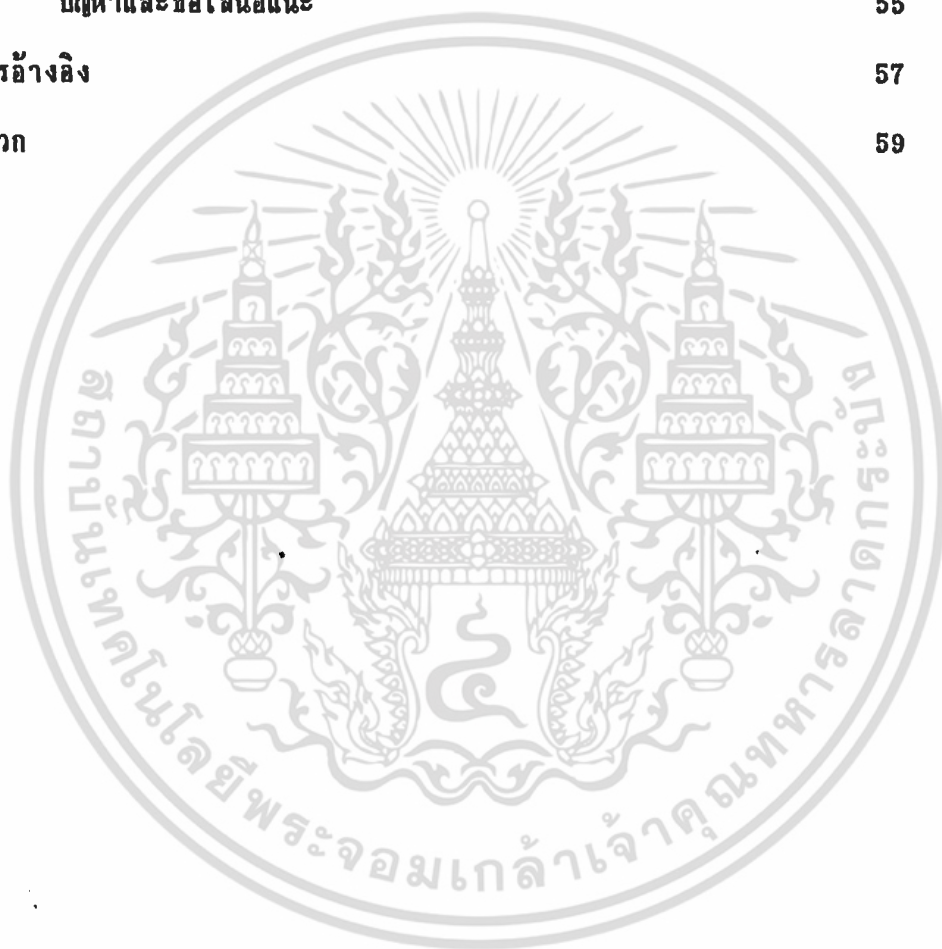 ปัญหาและข้อเสนอแนะ 55
รอ้างอิง 57
วก 59
สถาบันเทคโนโลยีพระจอมเกล้าเจ้าคุณทหารลาดกระบัง
๔